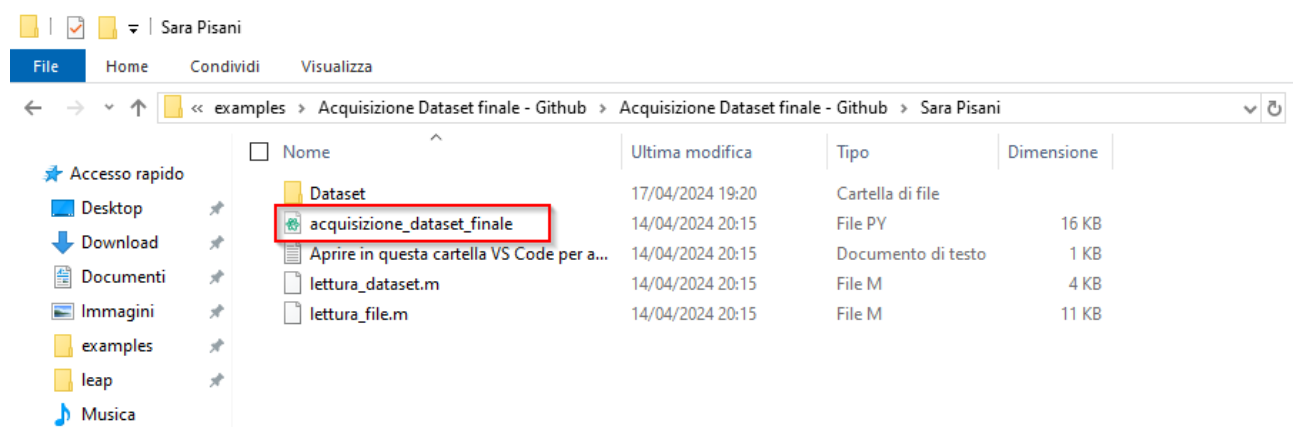 Sara Pisani
File Home Condividi Visualizza
« examples > Acquisizione Dataset finale - Github > Acquisizione Dataset finale - Github > Sara Pisani
Nome Ultima modifica Tipo Dimensione
Accesso rapido
Dataset 17/04/2024 19:20 Cartella di file
Desktop
acquisizione_dataset_finale 14/04/2024 20:15 File PY 16 KB
Download
Aprire in questa cartella VS Code per a... 14/04/2024 20:15 Documento di testo 1 KB
Documenti
lettura_dataset.m 14/04/2024 20:15 File M 4 KB
Immagini
lettura_file.m 14/04/2024 20:15 File M 11 KB
examples
leap
Musica